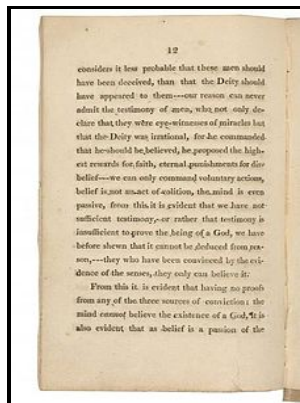 12
considers it less probable that these men should
have been deceived, than that the Deity should
have appeared to them---our reason can never
admit the testimony of men, who not only de-
clare that they were eye-witnesses of miracles but
that the Deity was irrational, for he commanded
that he should be believed, he proposed the high-
est rewards for faith, eternal punishments for dis-
belief---we can only command voluntary actions,
belief is not an act of volition, the mind is even
passive, from this it is evident that we have not
sufficient testimony, or rather that testimony is
insufficient to prove the being of a God, we have
before shewn that it cannot be deduced from rea-
son,---they who have been convinced by the evi-
dence of the senses, they only can believe it.
From this it is evident that having no proofs
from any of the three sources of conviction: the
mind cannot believe the existence of a God, it is
also evident that as belief is a passion of the